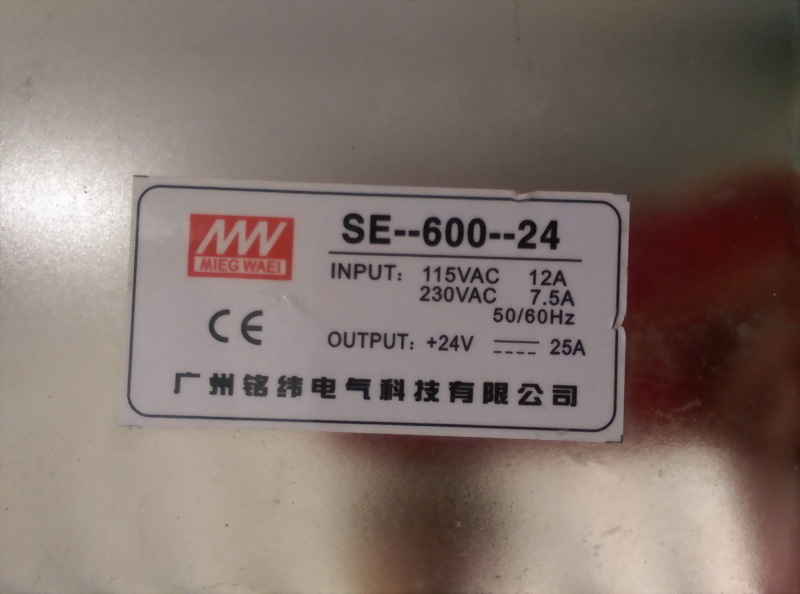 SE--600--24
MW
MIEG WAEI
INPUT: 115VAC 12A
230VAC 7.5A
50/60Hz
CE
OUTPUT: +24V 25A
广州铭纬电气科技有限公司